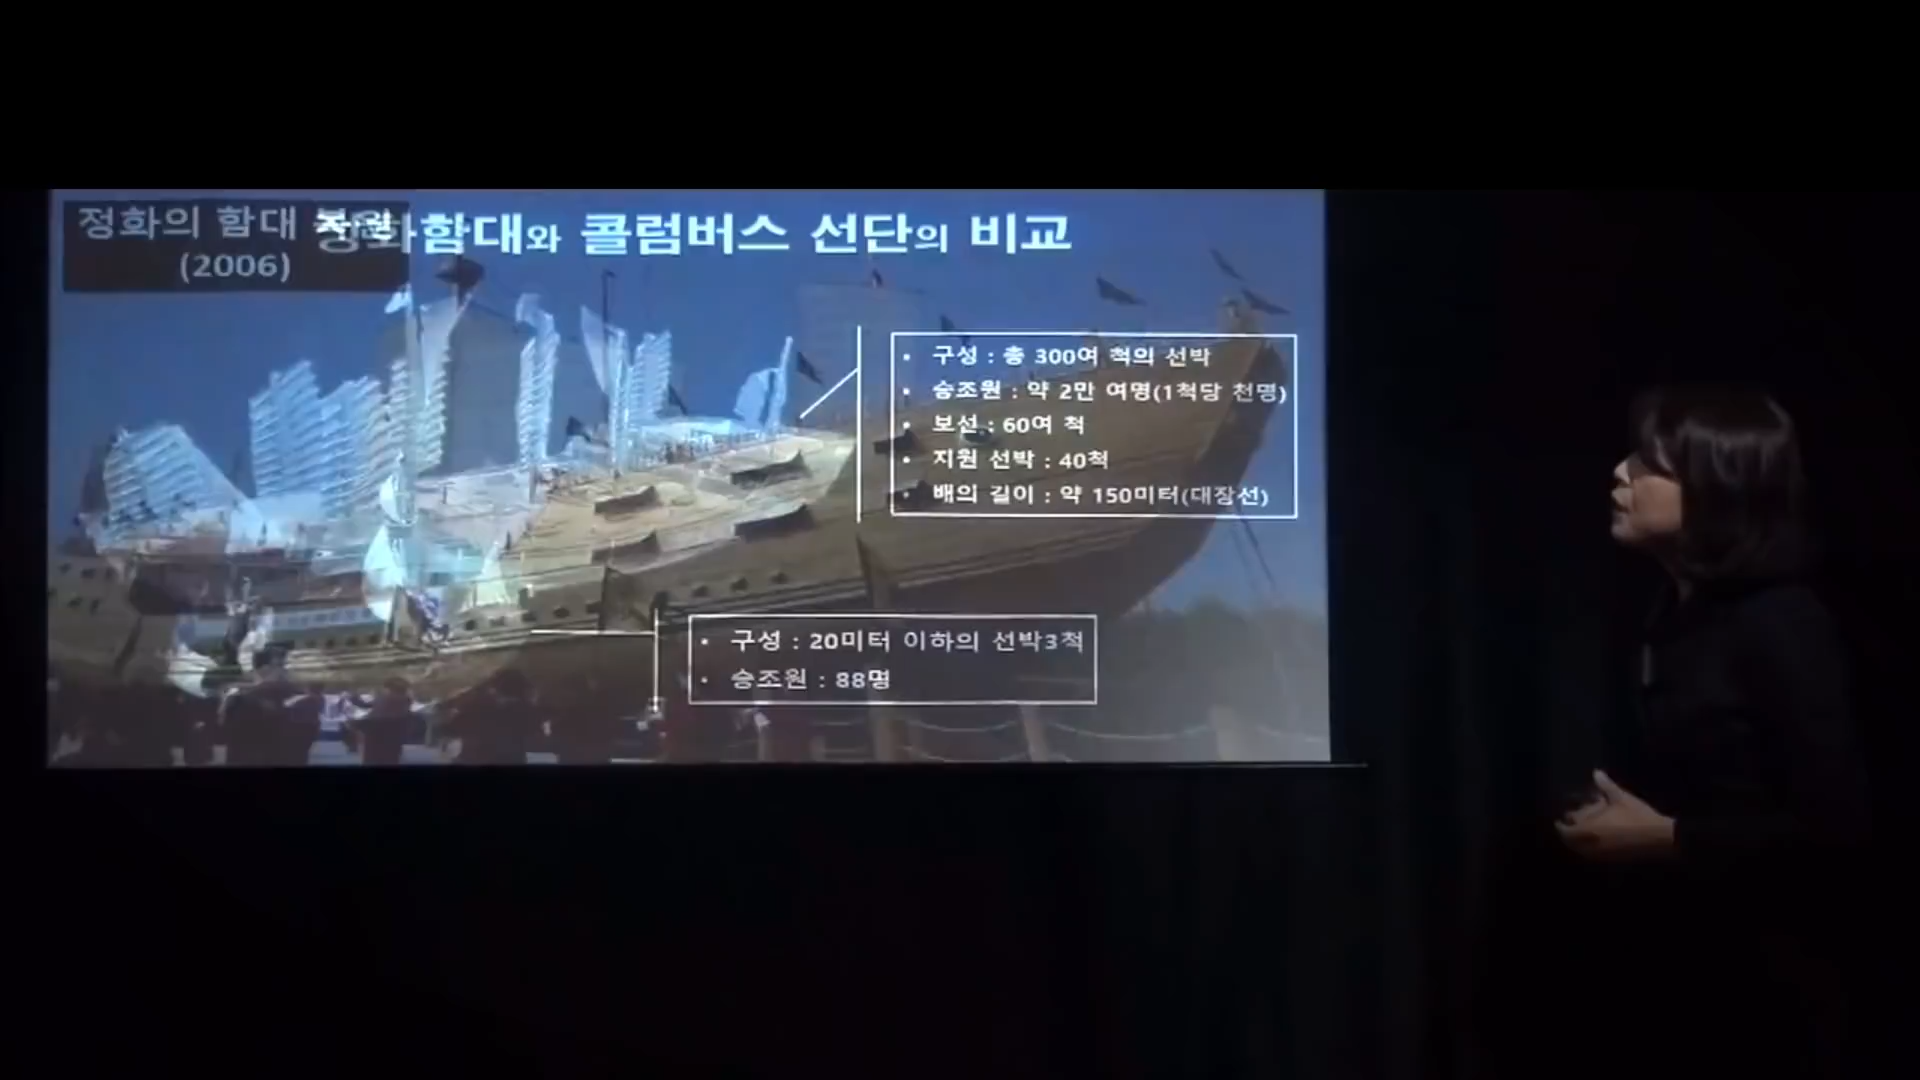 정화의 함대 복원
(2006)
정화함대와 콜럼버스 선단의 비교
• 구성 : 총 300여 척의 선박
• 승조원 : 약 2만 여명(1척당 천명)
• 보선 : 60여 척
• 지원 선박 : 40척
• 배의 길이 : 약 150미터(대장선)
• 구성 : 20미터 이하의 선박3척
• 승조원 : 88명